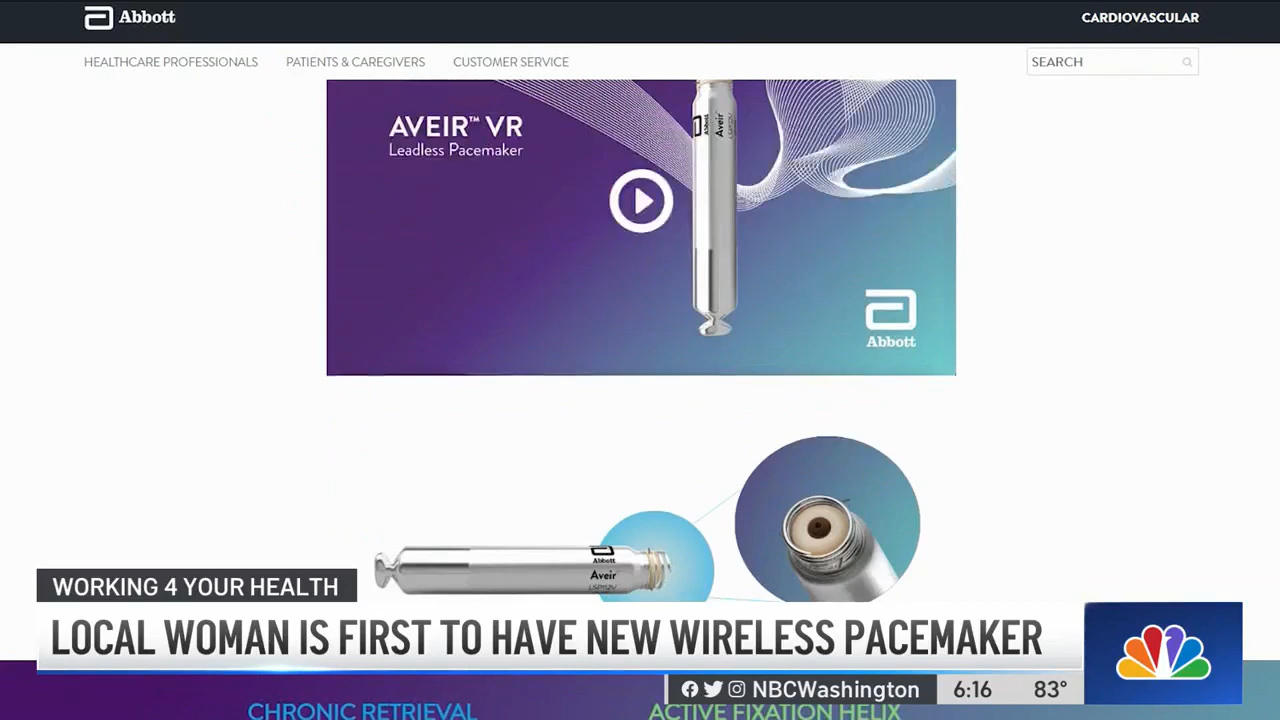 Abbott
CARDIOVASCULAR
HEALTHCARE PROFESSIONALS
PATIENTS & CAREGIVERS
CUSTOMER SERVICE
SEARCH
AVEIR™ VR
Leadless Pacemaker
Abbott
Aveir
Abbott
Abbott
Aveir
LSP112V
WORKING 4 YOUR HEALTH
LOCAL WOMAN IS FIRST TO HAVE NEW WIRELESS PACEMAKER
NBCWashington
6:16
83°
CHRONIC RETRIEVAL
ACTIVE FIXATION HELIX